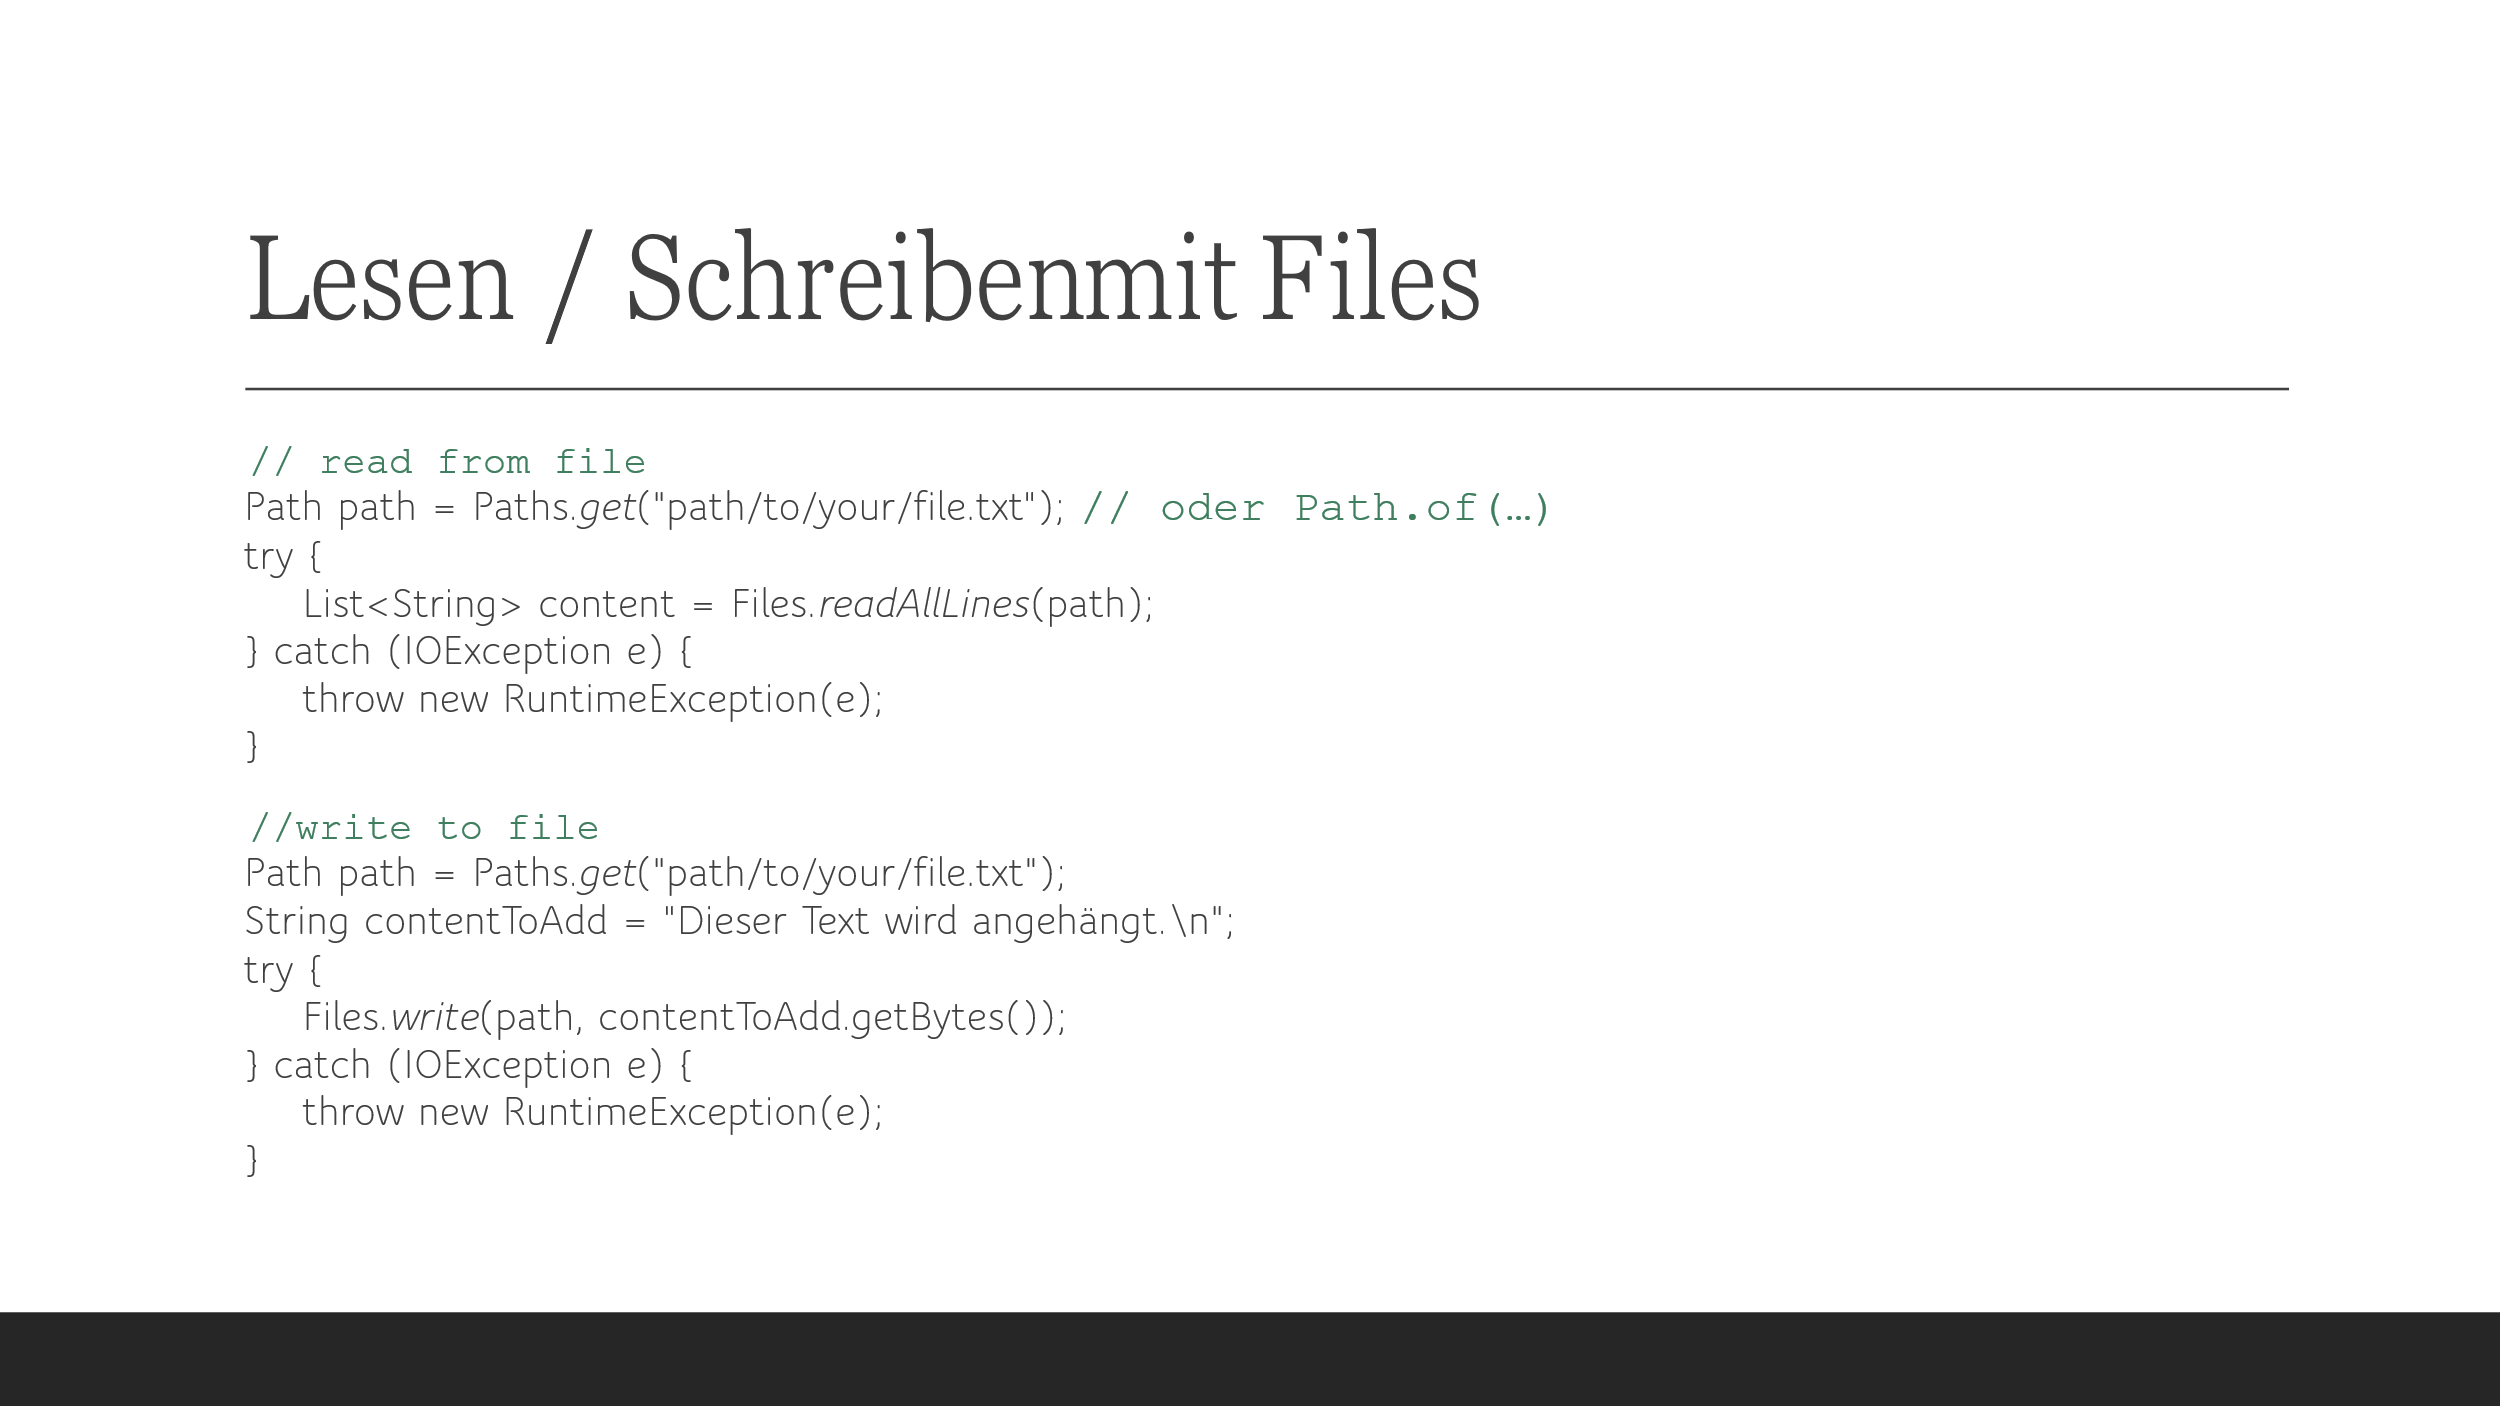 Lesen / Schreibenmit Files
// read from file
Path path = Paths.get("path/to/your/file.txt"); // oder Path.of(…)
try {
List<String> content = Files.readAllLines(path);
} catch (IOException e) {
throw new RuntimeException(e);
}
//write to file
Path path = Paths.get("path/to/your/file.txt");
String contentToAdd = "Dieser Text wird angehängt.\n";
try {
Files.write(path, contentToAdd.getBytes());
} catch (IOException e) {
throw new RuntimeException(e);
}